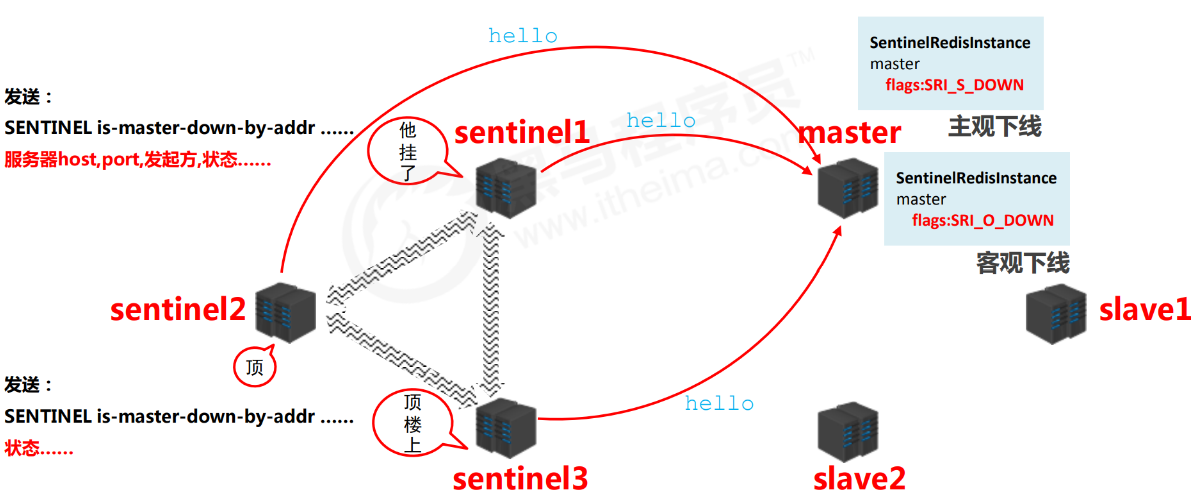 hello
SentinelRedisInstance
master
flags:SRI_S_DOWN
主观下线
发送：
SENTINEL is-master-down-by-addr ……
服务器host,port,发起方,状态……
他
挂
了
sentinel1
hello
master
黑马程序员™
www.itheima.com
SentinelRedisInstance
master
flags:SRI_O_DOWN
客观下线
sentinel2
slave1
顶
发送：
SENTINEL is-master-down-by-addr ……
状态……
顶
楼
上
hello
sentinel3
slave2